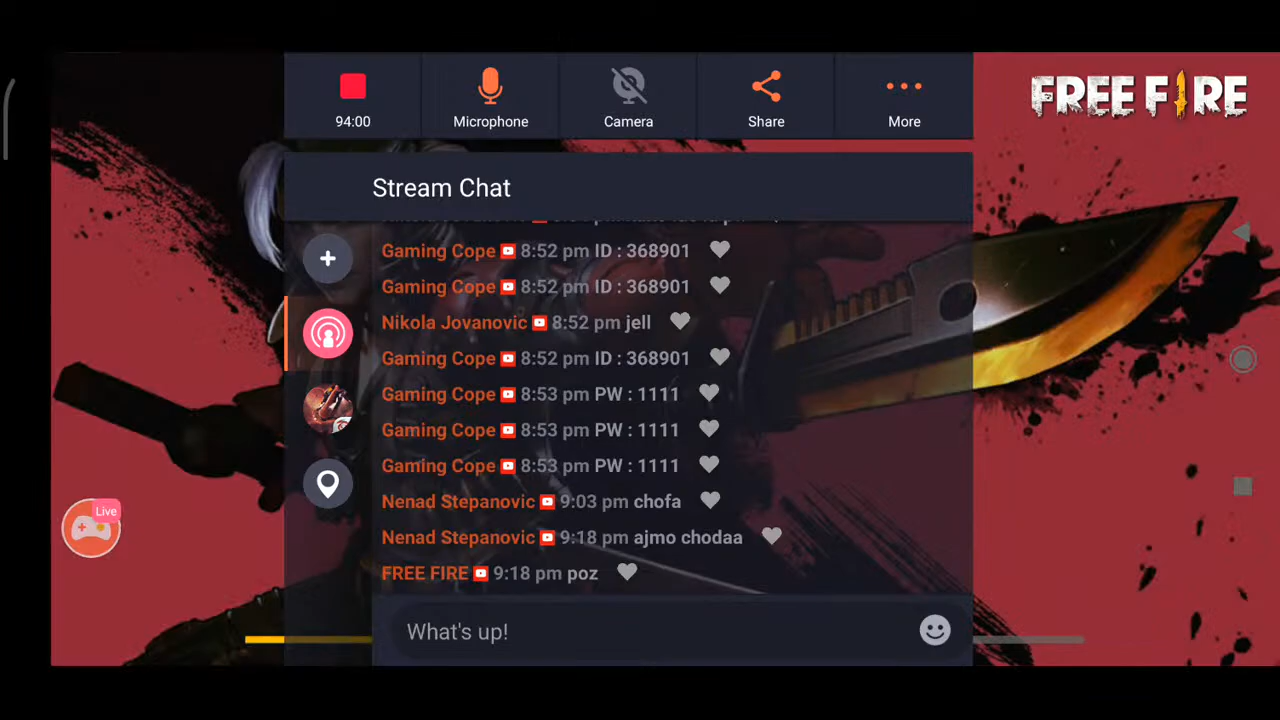 94:00
Microphone
Camera
Share
More
FREE FIRE
Stream Chat
Gaming Cope 8:52 pm ID : 368901
Gaming Cope 8:52 pm ID : 368901
Nikola Jovanovic 8:52 pm jell
Gaming Cope 8:52 pm ID : 368901
Gaming Cope 8:53 pm PW : 1111
Gaming Cope 8:53 pm PW : 1111
Gaming Cope 8:53 pm PW : 1111
Nenad Stepanovic 9:03 pm chofa
Live
Nenad Stepanovic 9:18 pm ajmo chodaa
FREE FIRE 9:18 pm poz
What's up!